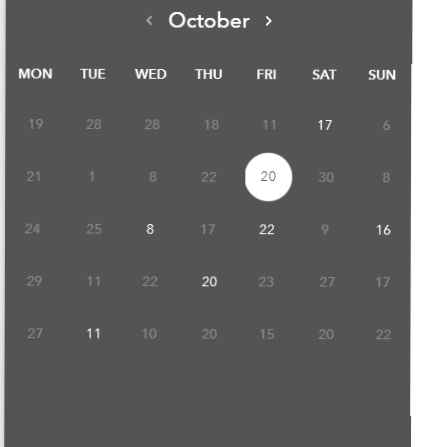 ‹ October ›
MON TUE WED THU FRI SAT SUN
19 28 28 18 11 17 6
21 1 8 22 20 30 8
24 25 8 17 22 9 16
29 11 22 20 23 27 17
27 11 10 20 15 20 22